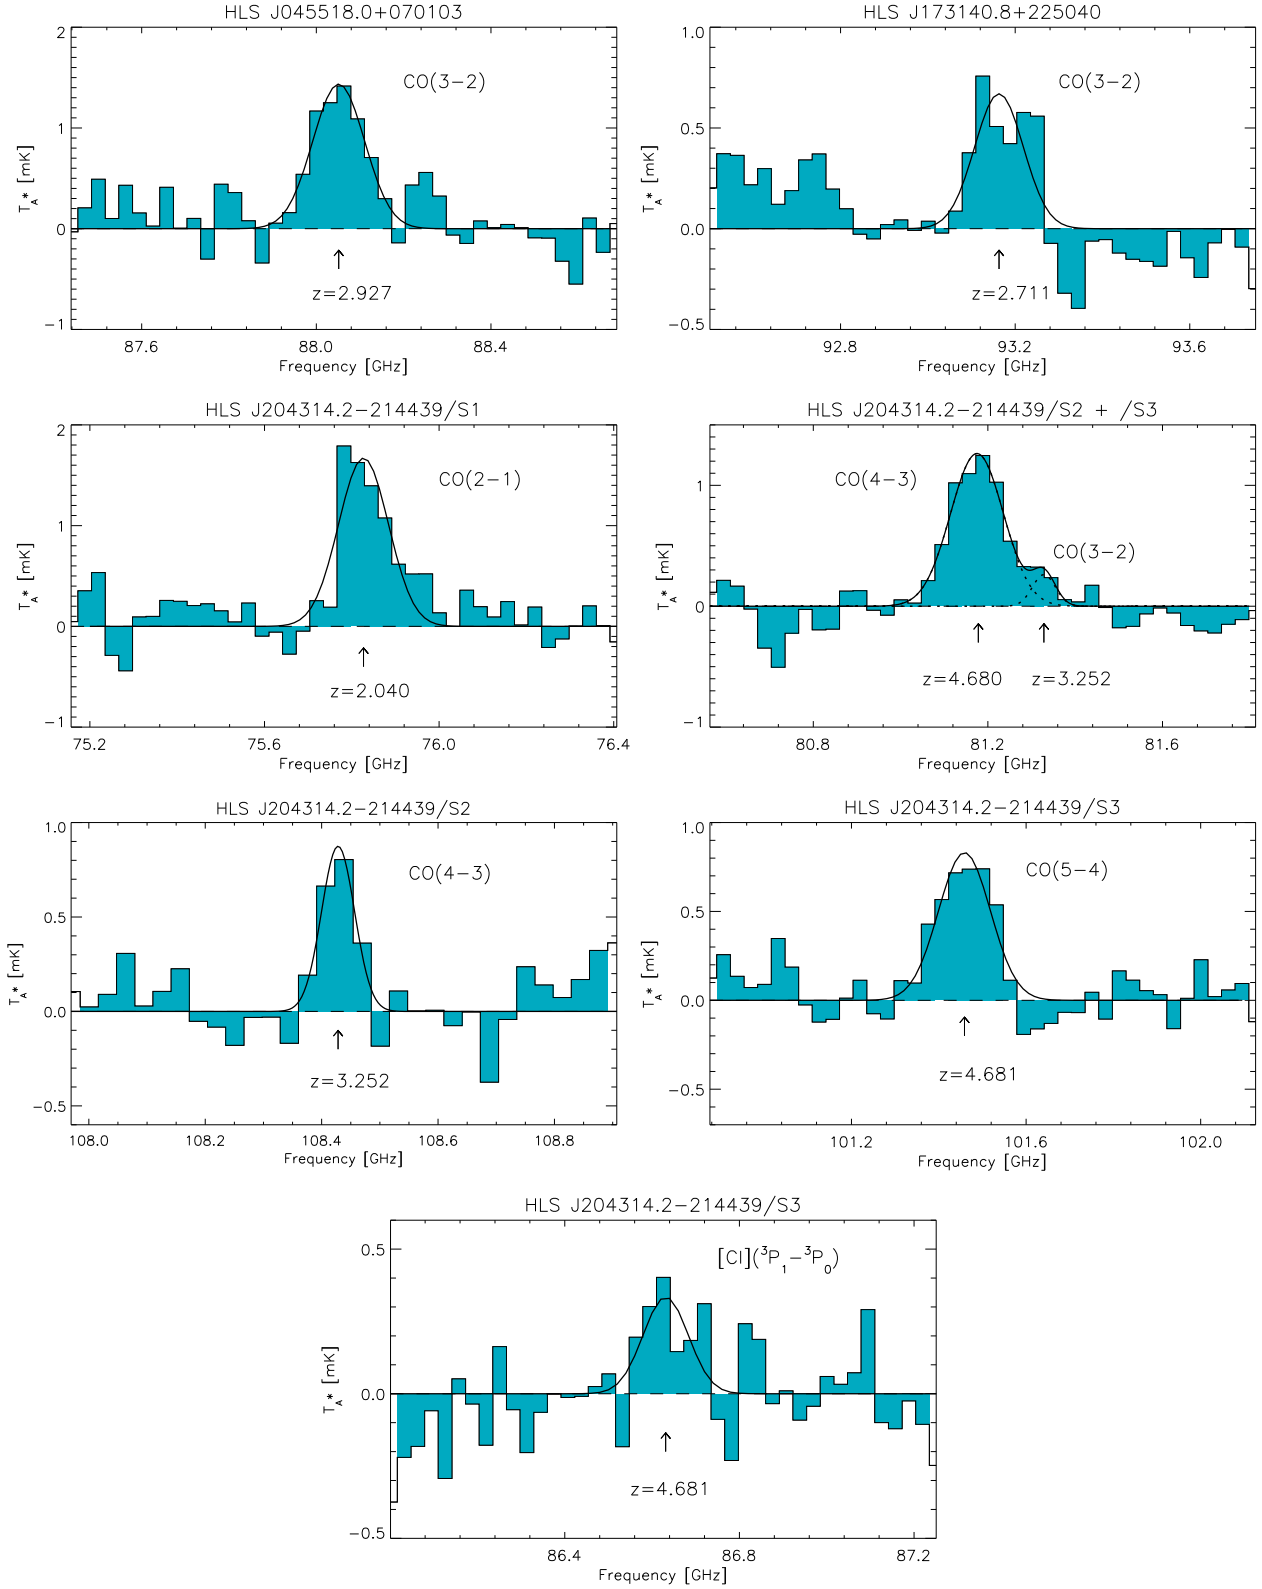 HLS J045518.0+070103
2
1
0
−1
T_A* [mK]
CO(3−2)
z=2.927
87.6 88.0 88.4
Frequency [GHz]
HLS J173140.8+225040
1.0
0.5
0.0
−0.5
T_A* [mK]
CO(3−2)
z=2.711
92.8 93.2 93.6
Frequency [GHz]
HLS J204314.2−214439/S1
2
1
0
−1
T_A* [mK]
CO(2−1)
z=2.040
75.2 75.6 76.0 76.4
Frequency [GHz]
HLS J204314.2−214439/S2 + /S3
1
0
−1
T_A* [mK]
CO(4−3)
CO(3−2)
z=4.680 z=3.252
80.8 81.2 81.6
Frequency [GHz]
HLS J204314.2−214439/S2
1.0
0.5
0.0
−0.5
T_A* [mK]
CO(4−3)
z=3.252
108.0 108.2 108.4 108.6 108.8
Frequency [GHz]
HLS J204314.2−214439/S3
1.0
0.5
0.0
−0.5
T_A* [mK]
CO(5−4)
z=4.681
101.2 101.6 102.0
Frequency [GHz]
HLS J204314.2−214439/S3
0.5
0.0
−0.5
T_A* [mK]
[CI](³P₁−³P₀)
z=4.681
86.4 86.8 87.2
Frequency [GHz]